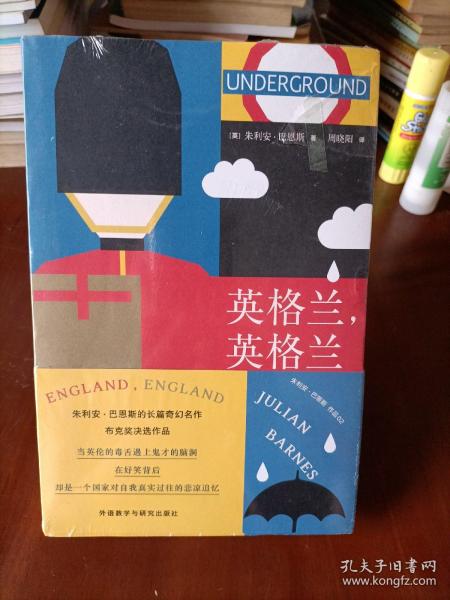 UNDERGROUND
[英] 朱利安·巴恩斯 著 周晓阳 译
英格兰，
英格兰
ENGLAND, ENGLAND
朱利安·巴恩斯的长篇奇幻名作
布克奖决选作品
当英伦的毒舌遇上鬼才的脑洞
在好笑背后
却是一个国家对自我真实过往的悲凉追忆
外语教学与研究出版社
朱利安·巴恩斯 作品 02
JULIAN
BARNES
孔夫子旧书网
www.kongfz.com